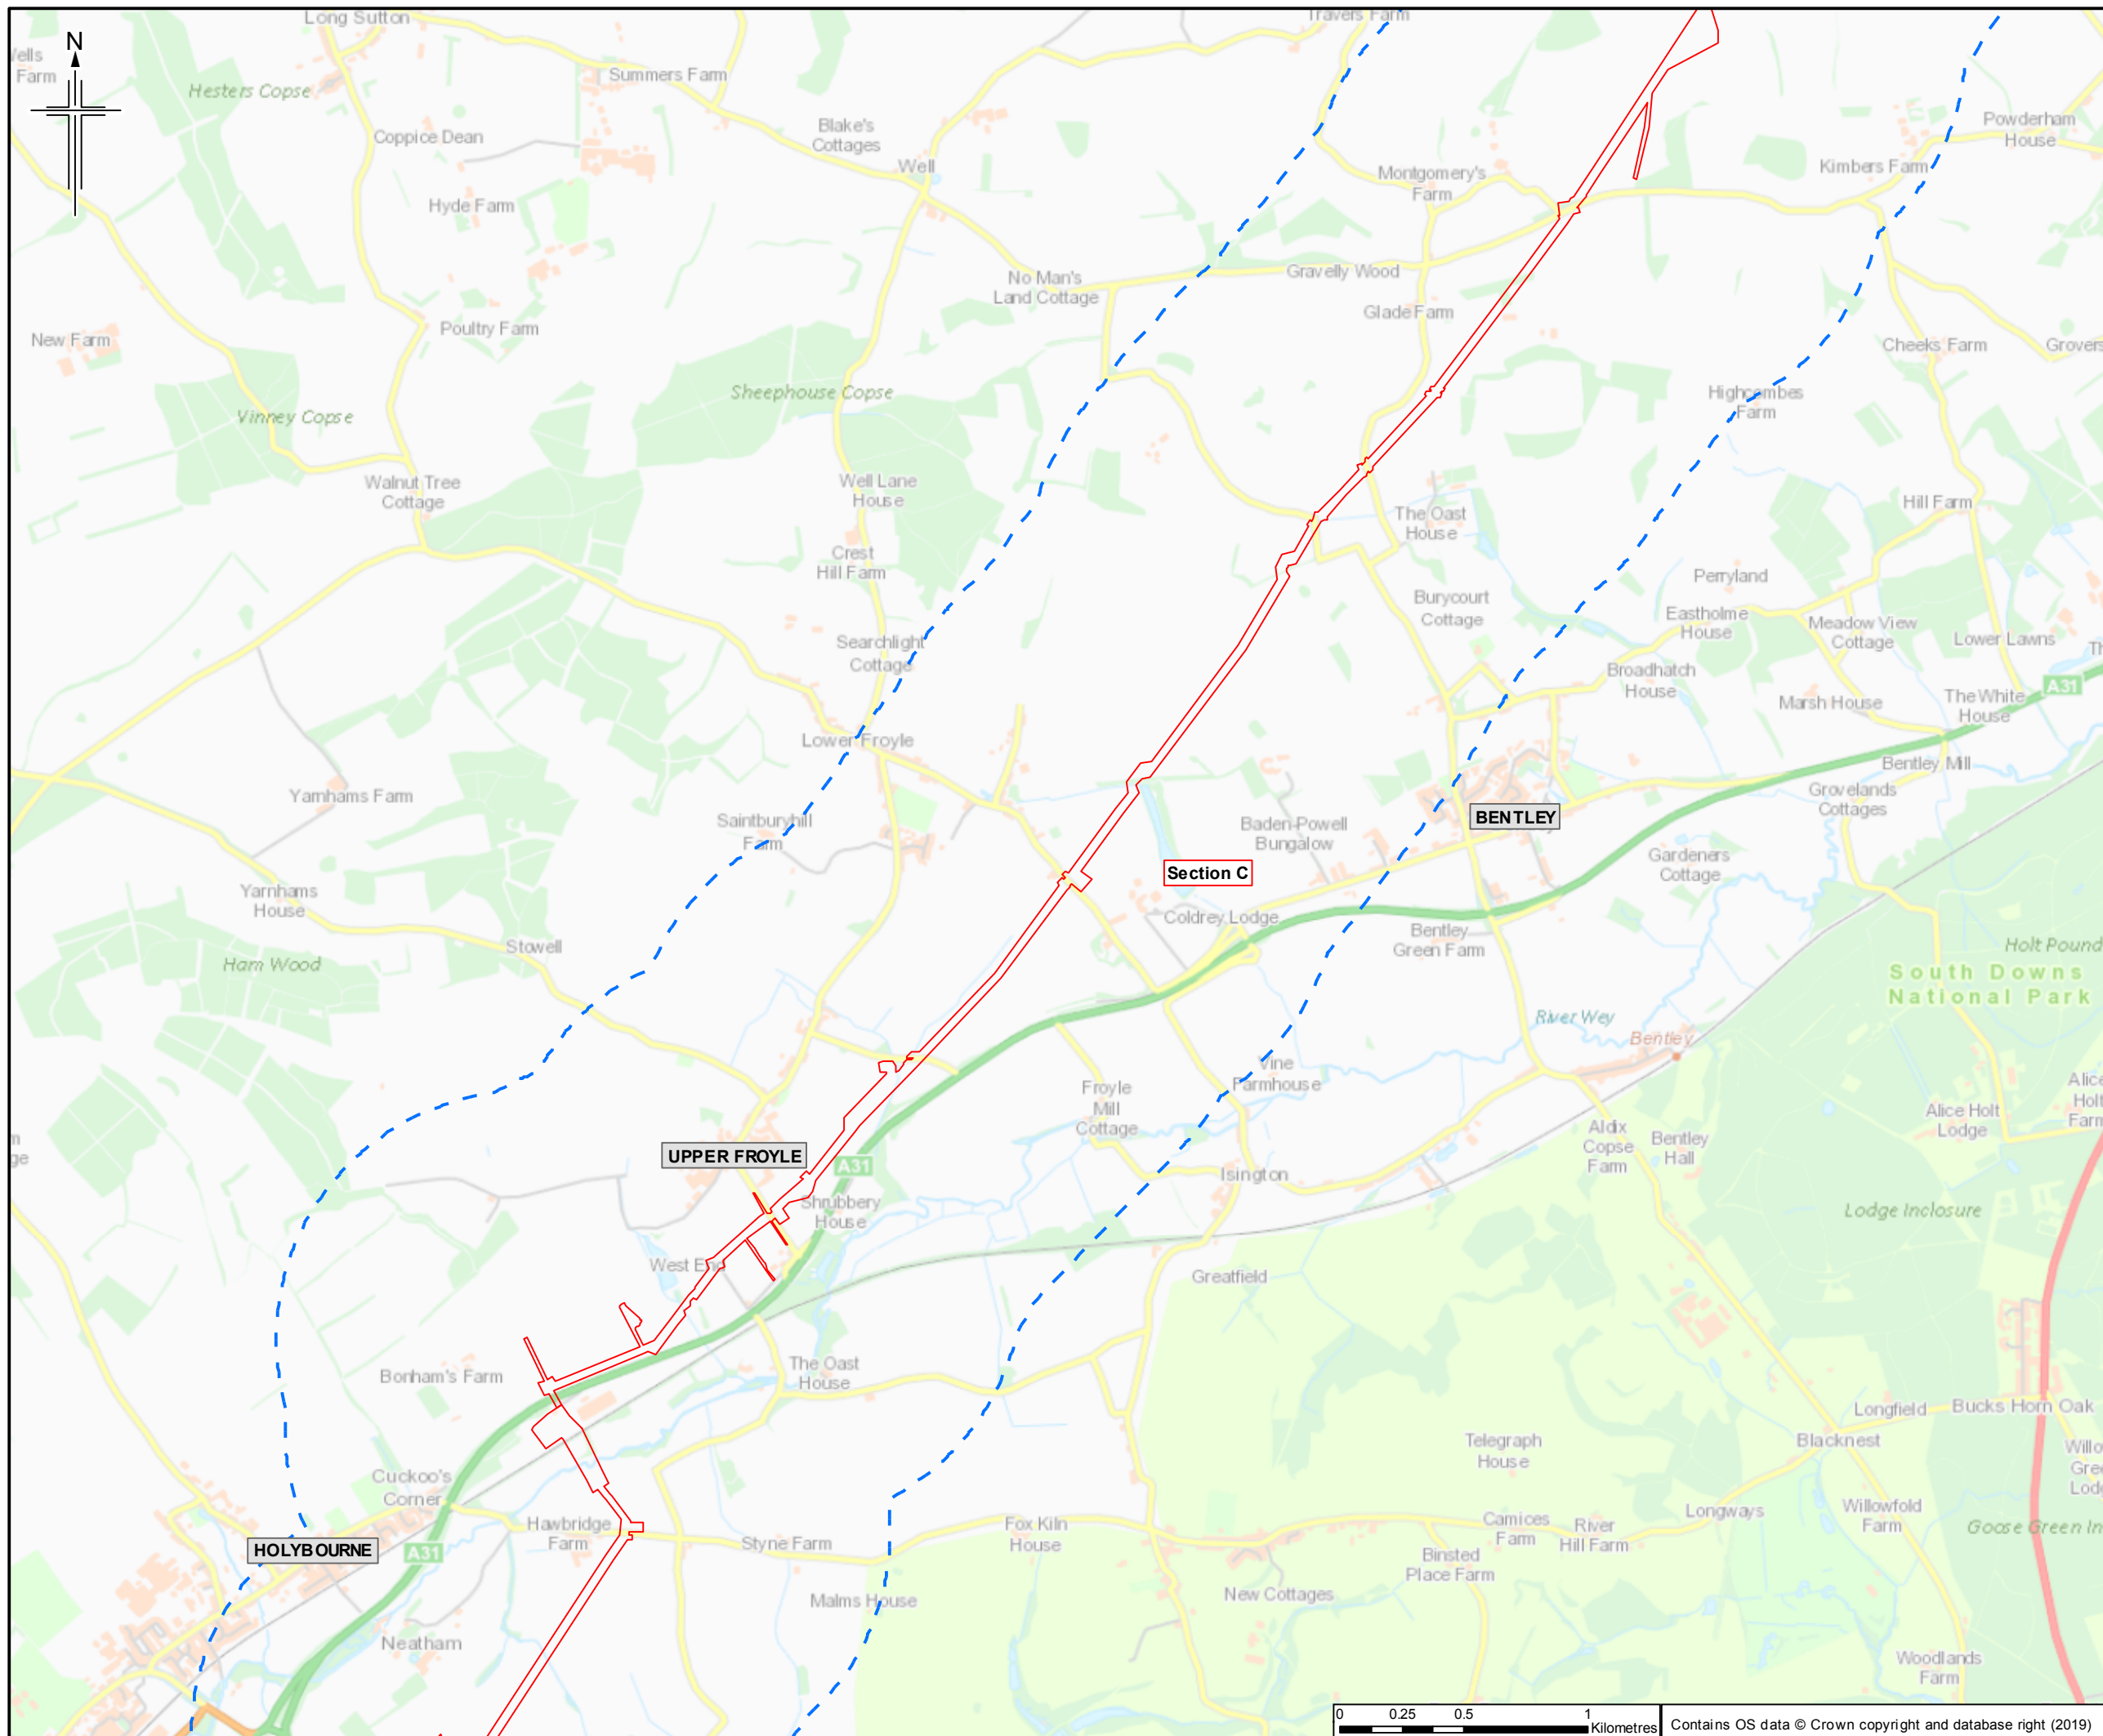 Long Sutton
Travers Farm
N
Farm
Summers Farm
Hesters Copse
Coppice Dean
Blake's
Cottages
Well
Powderham
House
Kimbers Farm
Montgomery's
Farm
Hyde Farm
No Man's
Land Cottage
Gravelly Wood
Glade Farm
New Farm
Poultry Farm
Cheeks Farm
Grovers
Sheephouse Copse
Highcombes
Farm
Vinney Copse
Walnut Tree
Cottage
Well Lane
House
The Oast
House
Hill Farm
Crest
Hill Farm
Perryland
Burycourt
Cottage
Eastholme
House
Meadow View
Cottage
Lower Lawns
Searchlight
Cottage
Broadhatch
House
A31
Marsh House
The White
House
Lower Froyle
Bentley Mill
Yarnhams Farm
Grovelands
Cottages
Saintburyhill
Farm
Baden-Powell
Bungalow
BENTLEY
Gardeners
Cottage
Section C
Yarnhams
House
Coldrey Lodge
Stowell
Bentley
Green Farm
Holt Pound
Ham Wood
South Downs
National Park
River Wey
Bentley
Vine
Farmhouse
Froyle
Mill
Cottage
Alice
Holt
Farm
Alice Holt
Lodge
Aldix
Copse
Farm
Bentley
Hall
UPPER FROYLE
A31
Isington
Shrubbery
House
Lodge Inclosure
West End
Greatfield
Bonham's Farm
The Oast
House
Longfield
Bucks Horn Oak
Telegraph
House
Blacknest
Cuckoo's
Corner
Longways
Willowfold
Farm
Hawbridge
Farm
Styne Farm
Fox Kiln
House
Camices
Farm
River
Hill Farm
Goose Green In
HOLYBOURNE
A31
Binsted
Place Farm
Malms House
New Cottages
Neatham
Woodlands
Farm
0 0.25 0.5 1
Kilometres
Contains OS data © Crown copyright and database right (2019)